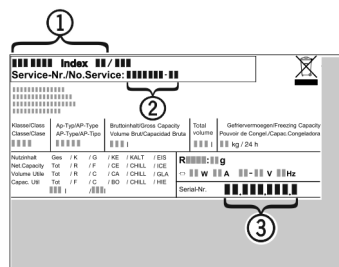 1
Index /
Service-Nr./No.Service: -
2
Klasse/Class Ap-Typ/AP-Type Bruttoinhalt/Gross Capacity Total Gefriervermoegen/Freezing Capacity
Classe/Clase AP-Type/AP-Tipo Volume Brut/Capacidad Bruta volume Pouvoir de Congel./Capac.Congeladora
l l kg / 24 h
Nutzinhalt Ges / K / G / KE / KALT / EIS
Net.Capacity Tot / R / F / CE / CHILL / ICE
Volume Utile Tot / R / C / CA / CHILL / GLA
Capac. Util Tot / F / C / BO / CHILL / HIE
l / l
R : g
W A - V Hz
Serial-Nr. . . .
3